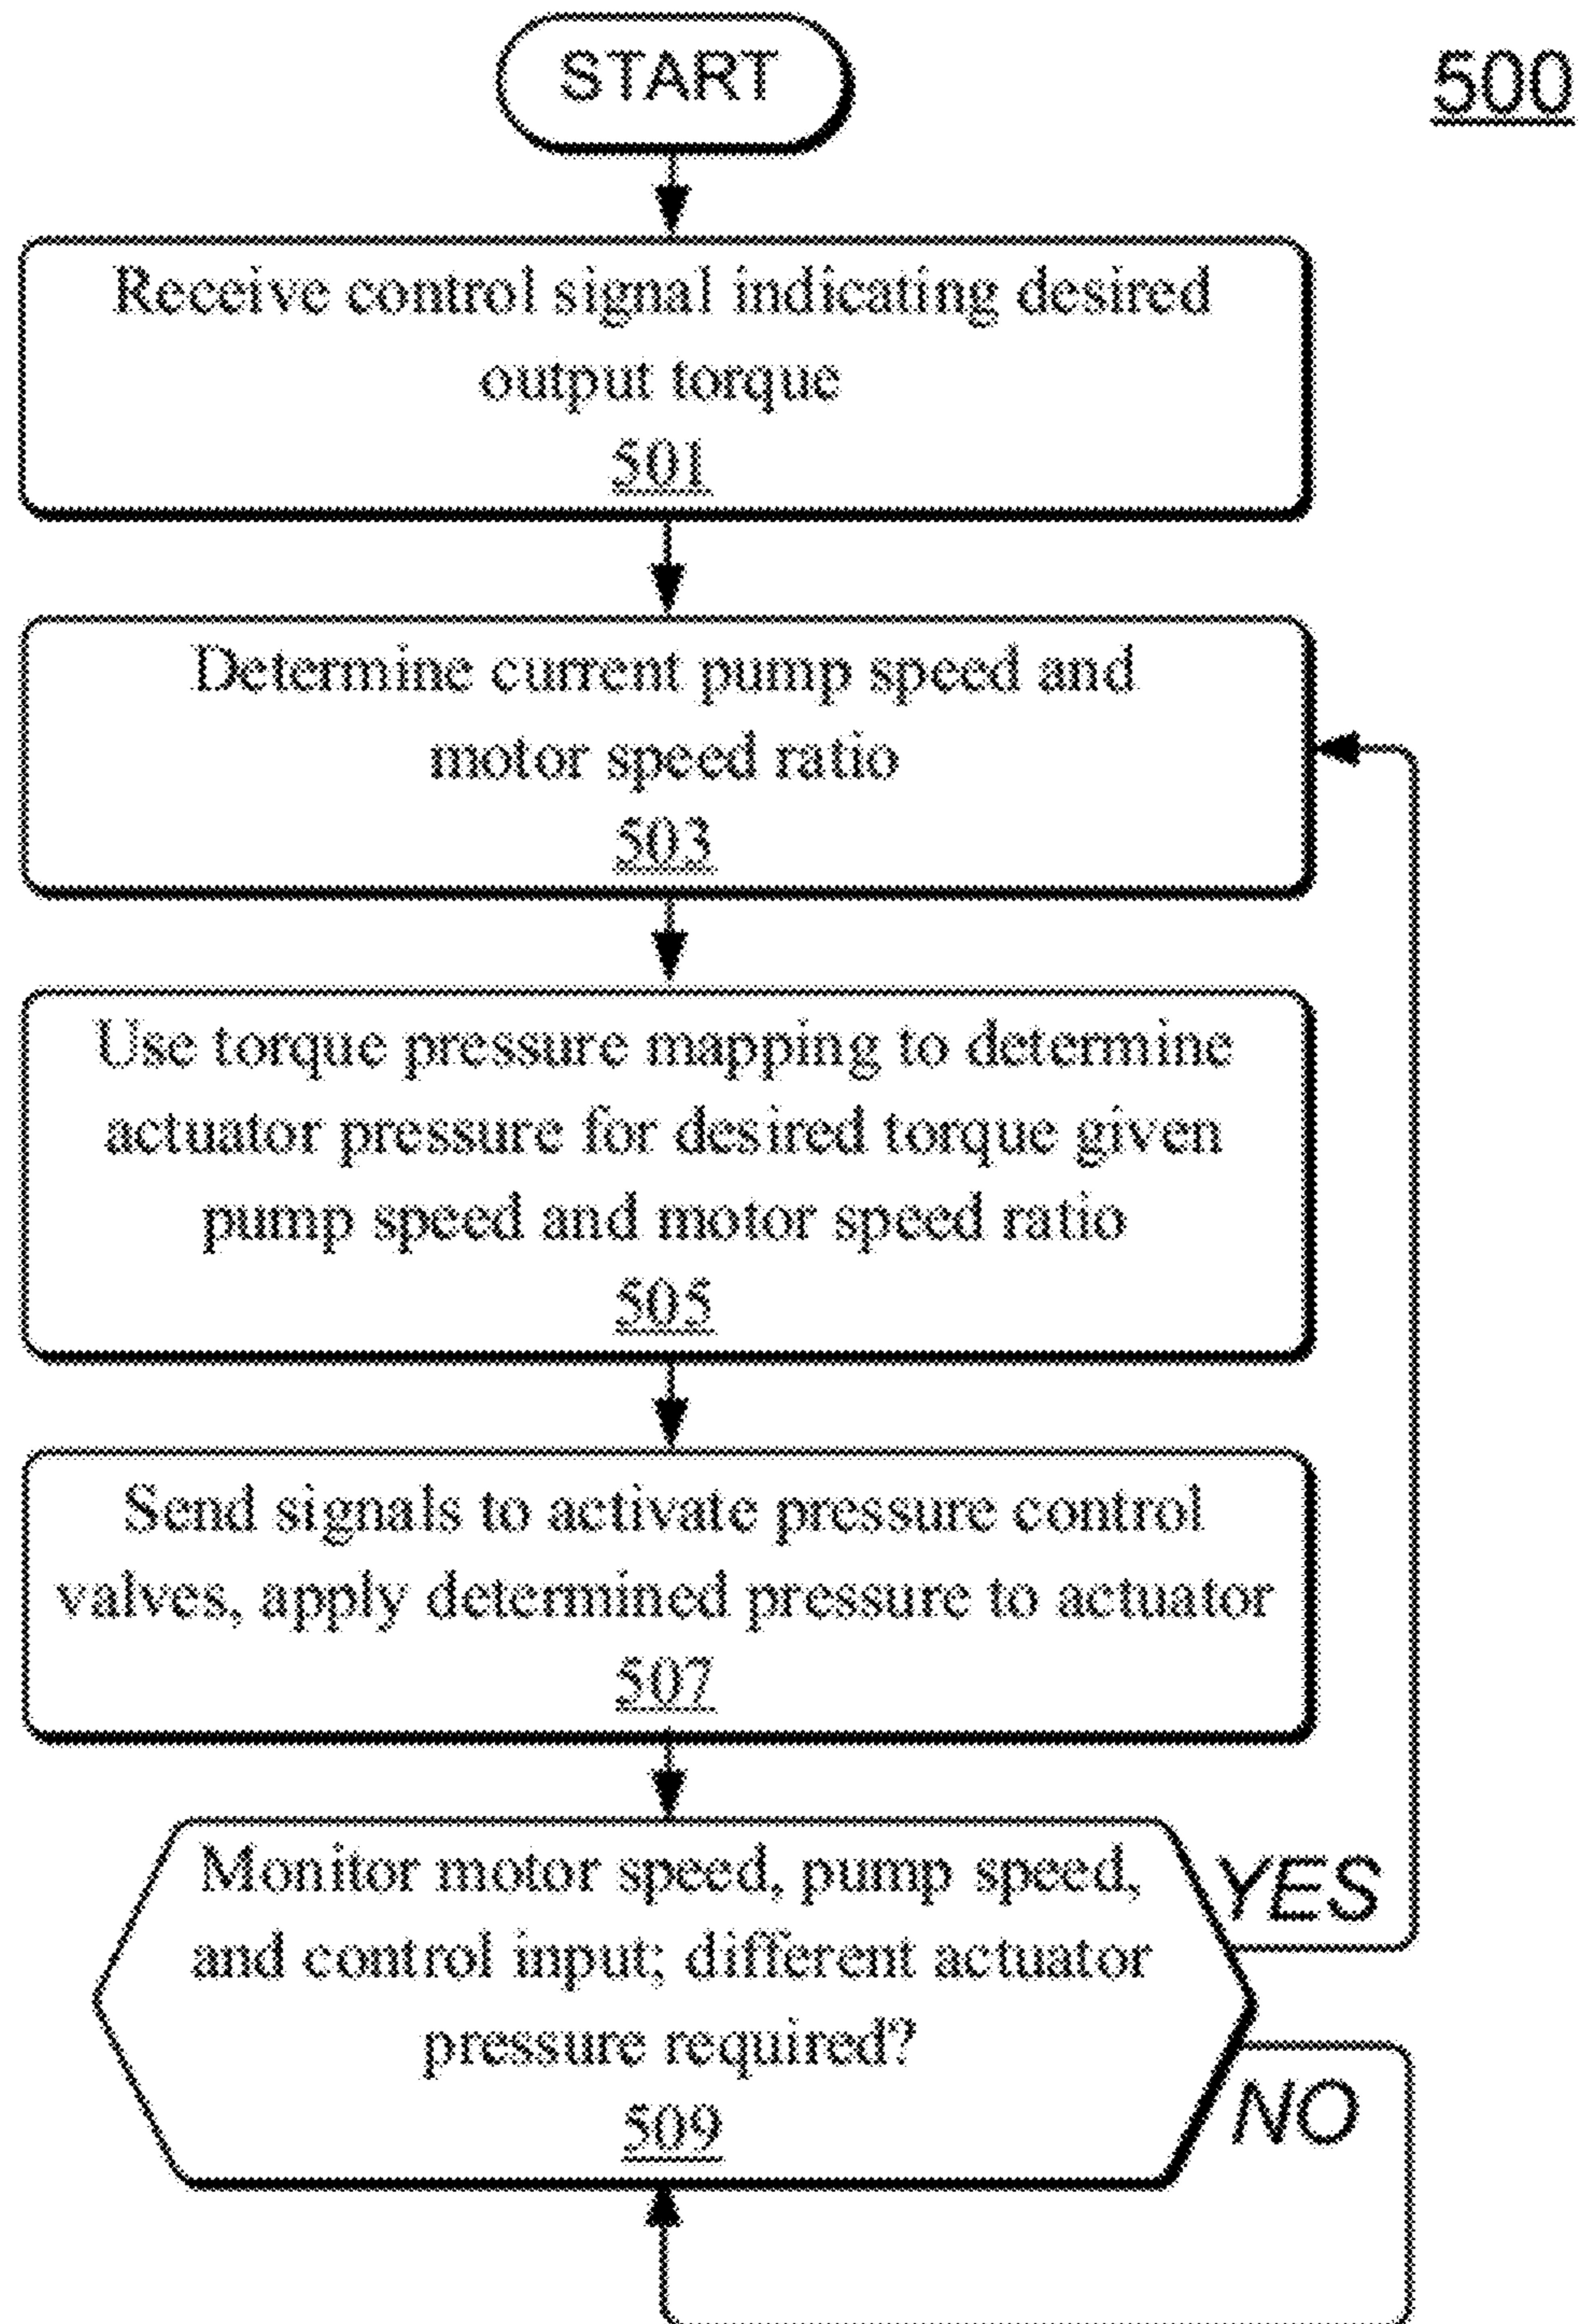 START
500
Receive control signal indicating desired
output torque
501
Determine current pump speed and
motor speed ratio
503
Use torque pressure mapping to determine
actuator pressure for desired torque given
pump speed and motor speed ratio
505
Send signals to activate pressure control
valves, apply determined pressure to actuator
507
Monitor motor speed, pump speed,
and control input; different actuator
pressure required?
509
YES
NO